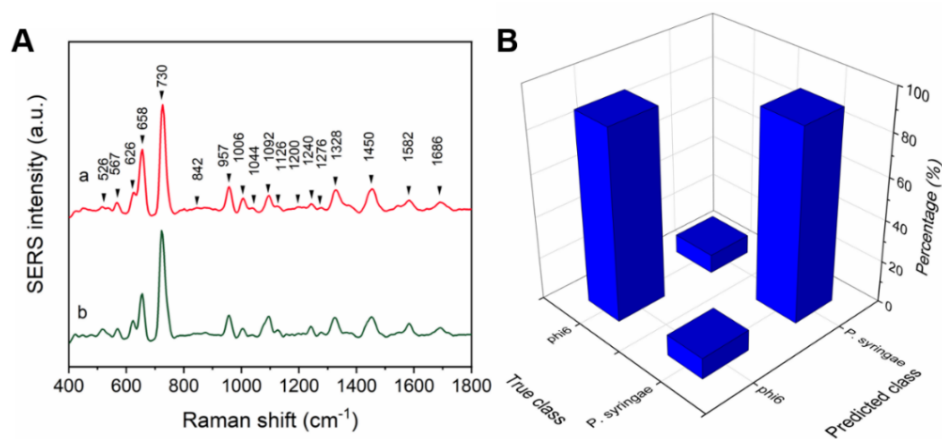 A
SERS intensity (a.u.)
a
b
526
567
626
658
730
842
957
1006
1044
1092
1126
1200
1240
1276
1328
1450
1582
1686
400 600 800 1000 1200 1400 1600 1800
Raman shift (cm⁻¹)
B
100
80
60
40
20
0
Percentage (%)
phi6
P. syringae
True class
phi6
P. syringae
Predicted class